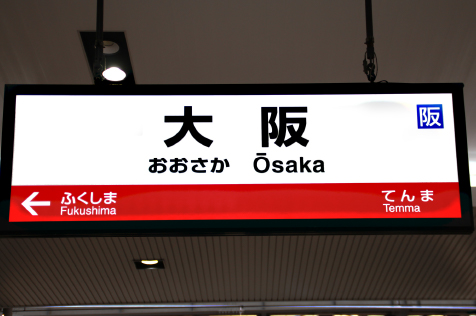 大阪
阪
おおさか Ōsaka
← ふくしま てんま
Fukushima Temma